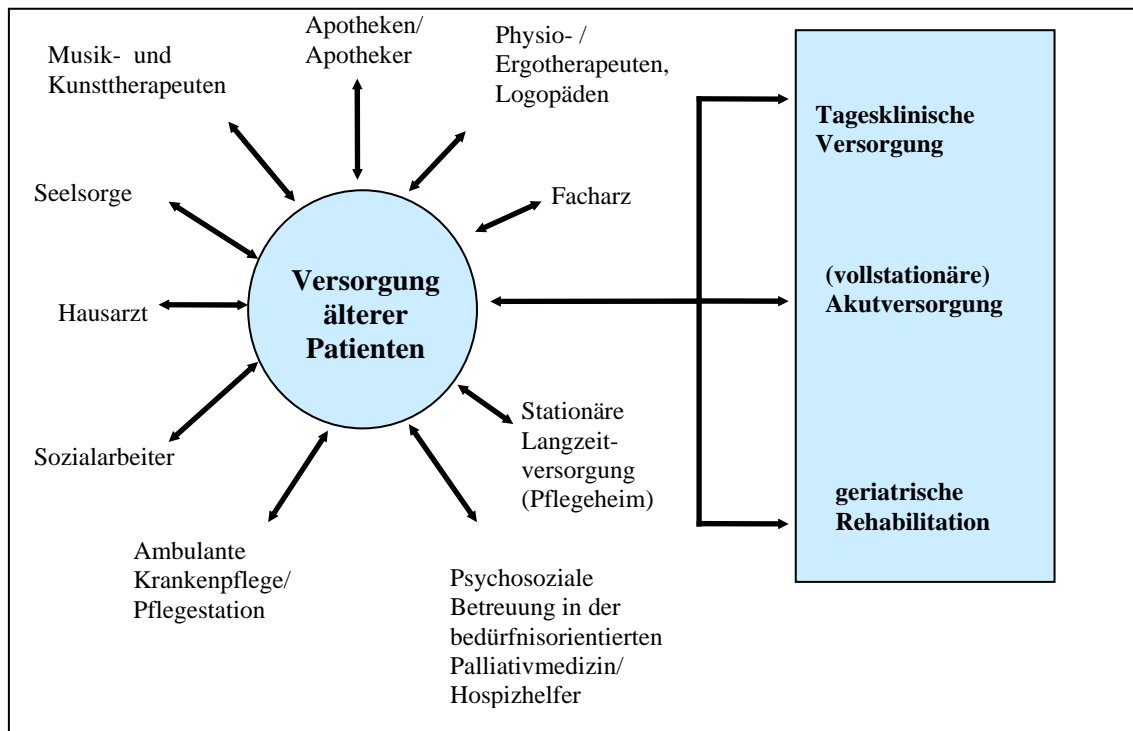 Apotheken/
Apotheker
Physio- /
Ergotherapeuten,
Logopäden
Musik- und
Kunsttherapeuten
Tagesklinische
Versorgung
Seelsorge
Facharz
Versorgung
älterer
Patienten
(vollstationäre)
Akutversorgung
Hausarzt
Stationäre
Langzeit-
versorgung
(Pflegeheim)
Sozialarbeiter
geriatrische
Rehabilitation
Ambulante
Krankenpflege/
Pflegestation
Psychosoziale
Betreuung in der
bedürfnisorientierten
Palliativmedizin/
Hospizhelfer